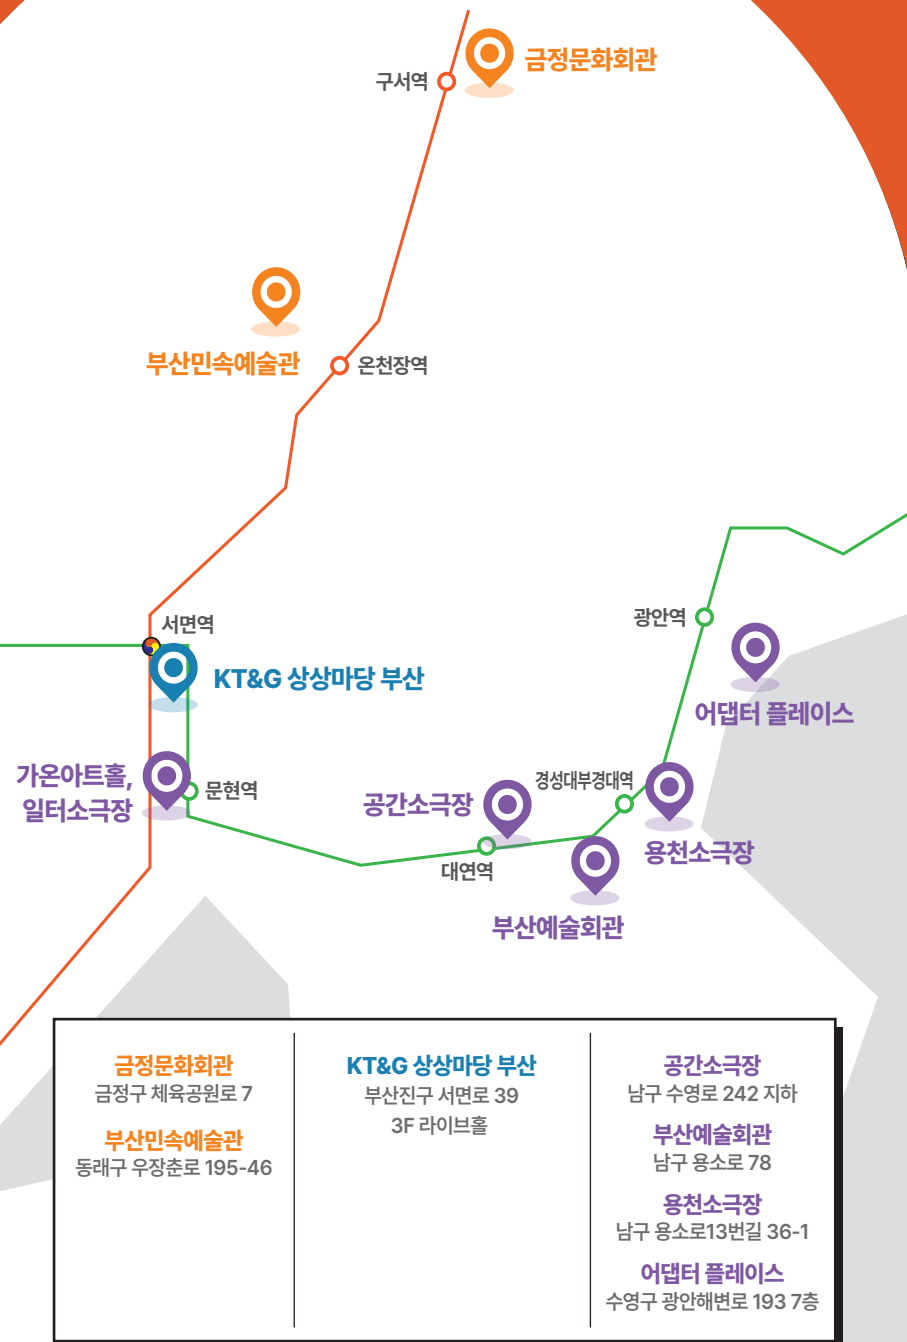 금정문화회관
구서역
부산민속예술관
온천장역
서면역
KT&G 상상마당 부산
광안역
어댑터 플레이스
가온아트홀,
일터소극장
문현역
공간소극장
경성대부경대역
대연역
용천소극장
부산예술회관
금정문화회관
금정구 체육공원로 7
부산민속예술관
동래구 우장춘로 195-46
KT&G 상상마당 부산
부산진구 서면로 39
3F 라이브홀
공간소극장
남구 수영로 242 지하
부산예술회관
남구 용소로 78
용천소극장
남구 용소로13번길 36-1
어댑터 플레이스
수영구 광안해변로 193 7층